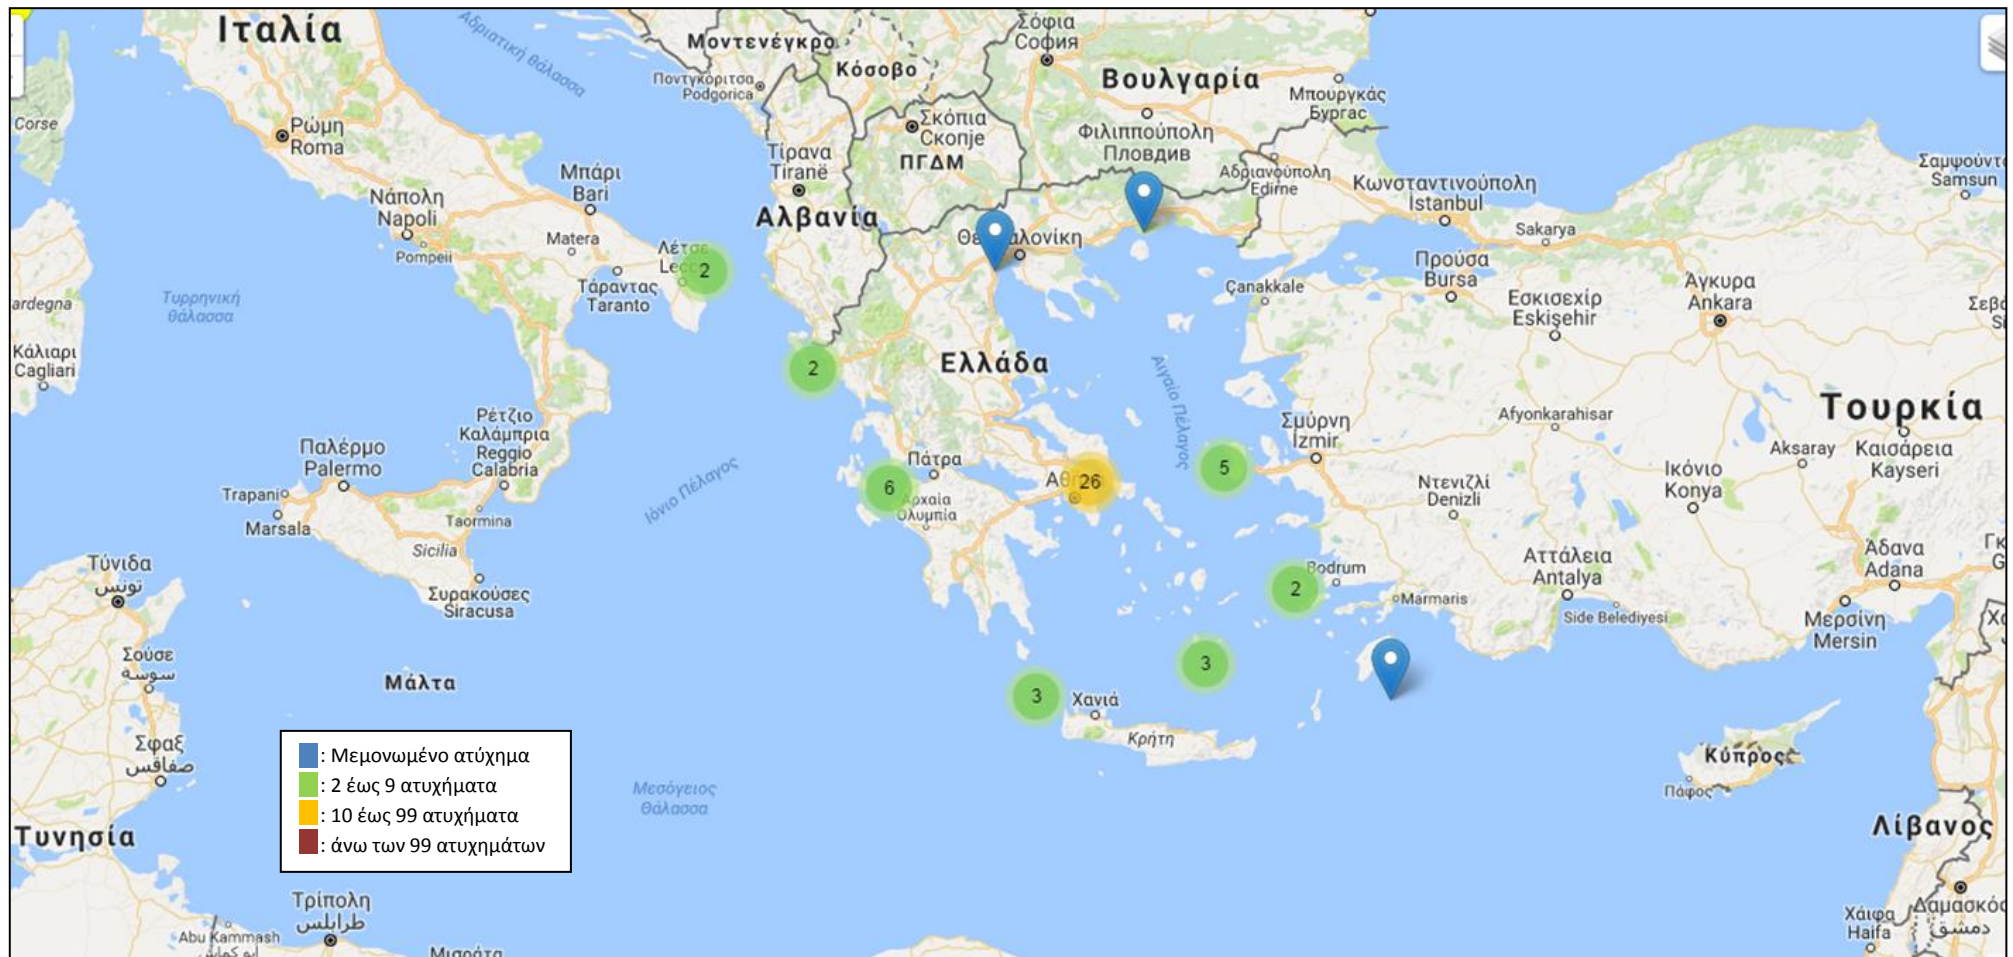 Ιταλία
Αδριατική θάλασσα
Μοντενέγκρο
Κόσοβο
Σόφια
София
Βουλγαρία
Μπουργκάς
Бургас
Ποντγκόριτσα
Podgorica
Corse
Ρώμη
Roma
Σκόπια
Скопје
ΠΓΔΜ
Φιλιππούπολη
Пловдив
Αδριανούπολη
Edirne
Κωνσταντινούπολη
Istanbul
Samsun
Τίρανα
Tiranë
Μπάρι
Bari
Νάπολη
Napoli
Pompeii
Matera
Αλβανία
Sakarya
Λέτσε
2
Τάραντας
Taranto
Προύσα
Bursa
Çanakkale
Εσκισεχίρ
Eskişehir
Άγκυρα
Ankara
Τυρρηνική
θάλασσα
ardegna
Κάλιαρι
Cagliari
2
Ελλάδα
Αιγαίο Πέλαγος
Τουρκία
Ρέτζιο
Καλάμπρια
Reggio
Calabria
Παλέρμο
Palermo
Trapani
Marsala
Taormina
Sicilia
Συρακούσες
Siracusa
Ιόνιο Πέλαγος
Πάτρα
6
Αρχαία
Ολυμπία
26
5
Σμύρνη
Izmir
Afyonkarahisar
Aksaray
Καισάρεια
Kayseri
Ντενιζλί
Denizli
Ικόνιο
Konya
Τύνιδα
تونس
Bodrum
2
Marmaris
Αττάλεια
Antalya
Side Belediyesi
Άδανα
Adana
Μερσίνη
Mersin
Σούσε
سوسة
Μάλτα
3
3
Χανιά
Κρήτη
Σφαξ
صفاقس
Κύπρος
Πάφος
: Μεμονωμένο ατύχημα
: 2 έως 9 ατυχήματα
: 10 έως 99 ατυχήματα
: άνω των 99 ατυχημάτων
Μεσόγειος
Θάλασσα
Τυνησία
Λίβανος
Τρίπολη
طرابلس
Abu Kammash
Χάιφα
Haifa
Δαμασκός
دمشق